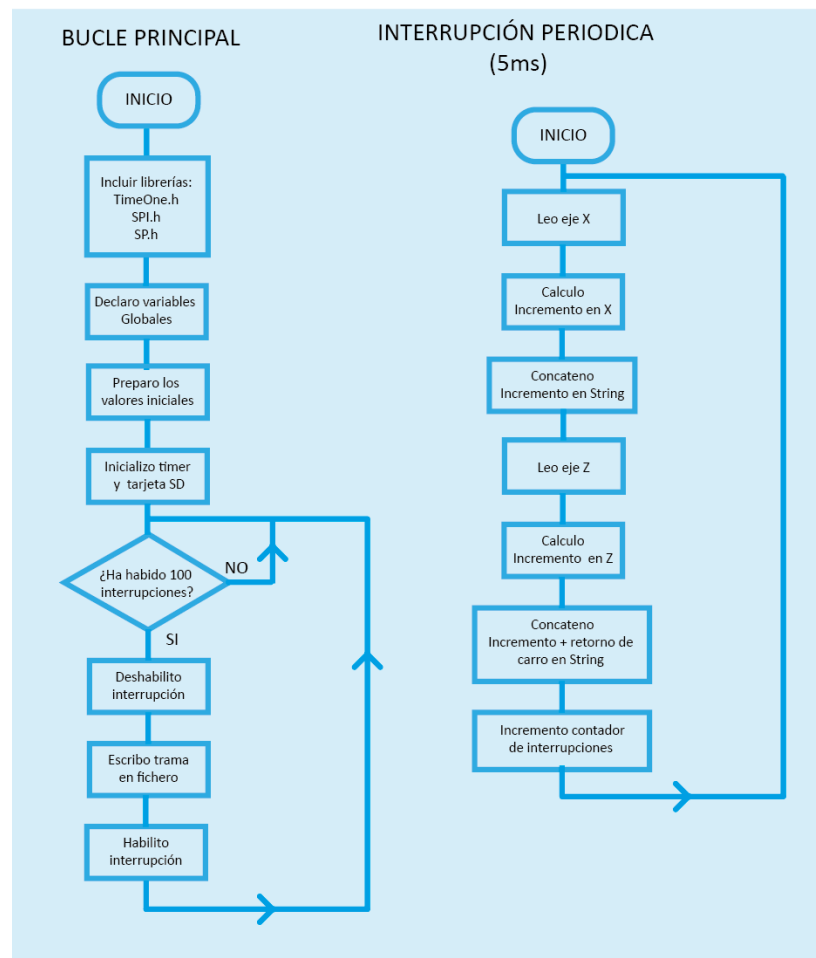 BUCLE PRINCIPAL
INICIO
Incluir librerías:
TimeOne.h
SPI.h
SP.h
Declaro variables
Globales
Preparo los
valores iniciales
Inicializo timer
y tarjeta SD
¿Ha habido 100
interrupciones?
NO
SI
Deshabilito
interrupción
Escribo trama
en fichero
Habilito
interrupción
INTERRUPCIÓN PERIODICA
(5ms)
INICIO
Leo eje X
Calculo
Incremento en X
Concateno
Incremento en String
Leo eje Z
Calculo
Incremento en Z
Concateno
Incremento + retorno de
carro en String
Incremento contador
de interrupciones